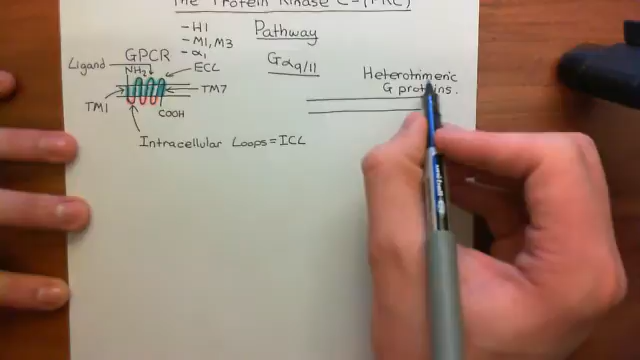 The Protein Kinase C-(PKC)
Pathway
- H1
- M1, M3
- α1
Gαq/11
GPCR
Ligand
NH2
ECL
TM7
TM1
COOH
Intracellular Loops = ICL
Heterotrimeric
G proteins.